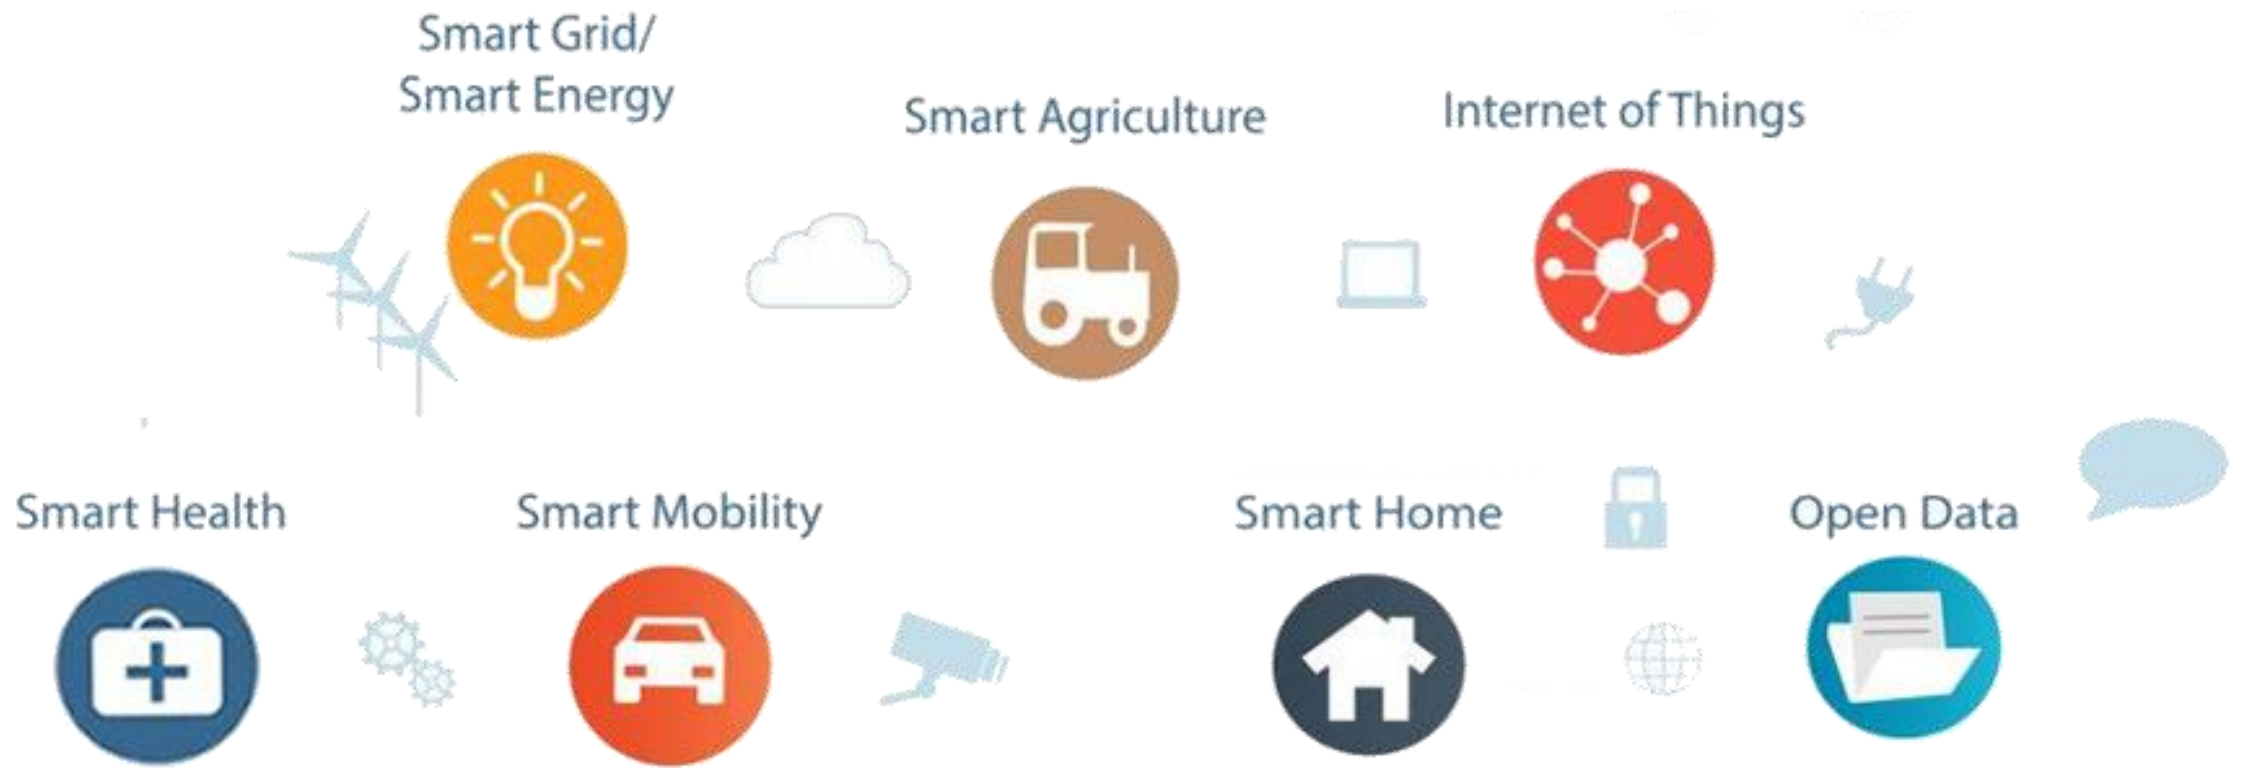 Smart Grid/
Smart Energy
Smart Agriculture
Internet of Things
Smart Health
Smart Mobility
Smart Home
Open Data